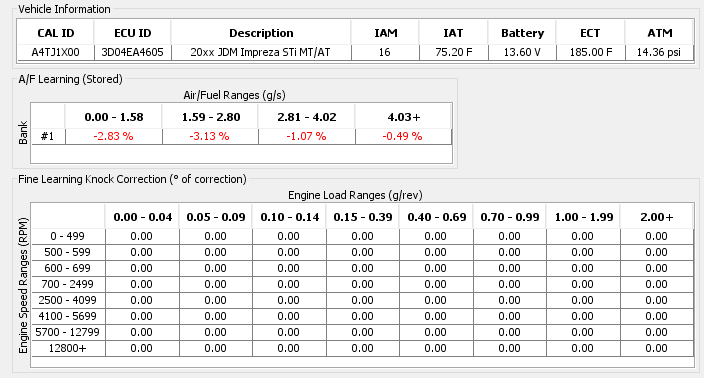 Vehicle Information
CAL ID ECU ID Description IAM IAT Battery ECT ATM
A4TJ1X00 3D04EA4605 20xx JDM Impreza STi MT/AT 16 75.20 F 13.60 V 185.00 F 14.36 psi
A/F Learning (Stored)
Air/Fuel Ranges (g/s)
Bank
0.00 - 1.58 1.59 - 2.80 2.81 - 4.02 4.03+
#1 -2.83 % -3.13 % -1.07 % -0.49 %
Fine Learning Knock Correction (° of correction)
Engine Load Ranges (g/rev)
Engine Speed Ranges (RPM)
0.00 - 0.04 0.05 - 0.09 0.10 - 0.14 0.15 - 0.39 0.40 - 0.69 0.70 - 0.99 1.00 - 1.99 2.00+
0 - 499 0.00 0.00 0.00 0.00 0.00 0.00 0.00 0.00
500 - 599 0.00 0.00 0.00 0.00 0.00 0.00 0.00 0.00
600 - 699 0.00 0.00 0.00 0.00 0.00 0.00 0.00 0.00
700 - 2499 0.00 0.00 0.00 0.00 0.00 0.00 0.00 0.00
2500 - 4099 0.00 0.00 0.00 0.00 0.00 0.00 0.00 0.00
4100 - 5699 0.00 0.00 0.00 0.00 0.00 0.00 0.00 0.00
5700 - 12799 0.00 0.00 0.00 0.00 0.00 0.00 0.00 0.00
12800+ 0.00 0.00 0.00 0.00 0.00 0.00 0.00 0.00